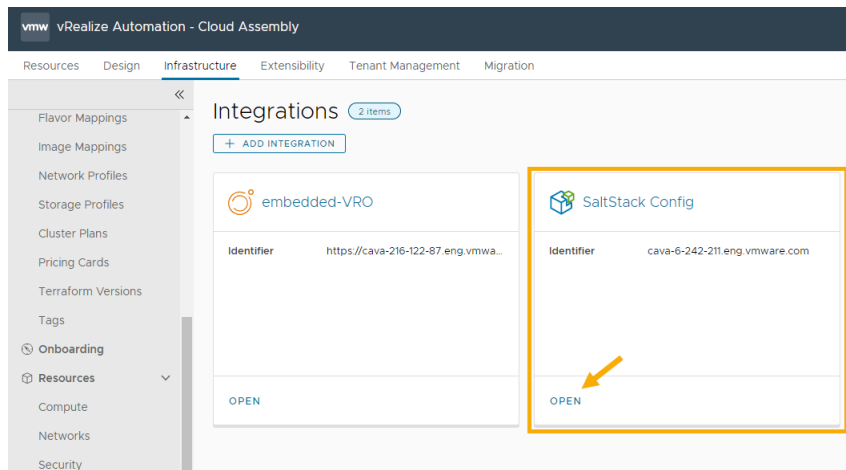 vmw vRealize Automation - Cloud Assembly
Resources Design Infrastructure Extensibility Tenant Management Migration
Flavor Mappings
Image Mappings
Network Profiles
Storage Profiles
Cluster Plans
Pricing Cards
Terraform Versions
Tags
Onboarding
Resources
Compute
Networks
Security
Integrations 2 items
+ ADD INTEGRATION
embedded-VRO
Identifier https://cava-216-122-87.eng.vmwa...
OPEN
SaltStack Config
Identifier cava-6-242-211.eng.vmware.com
OPEN